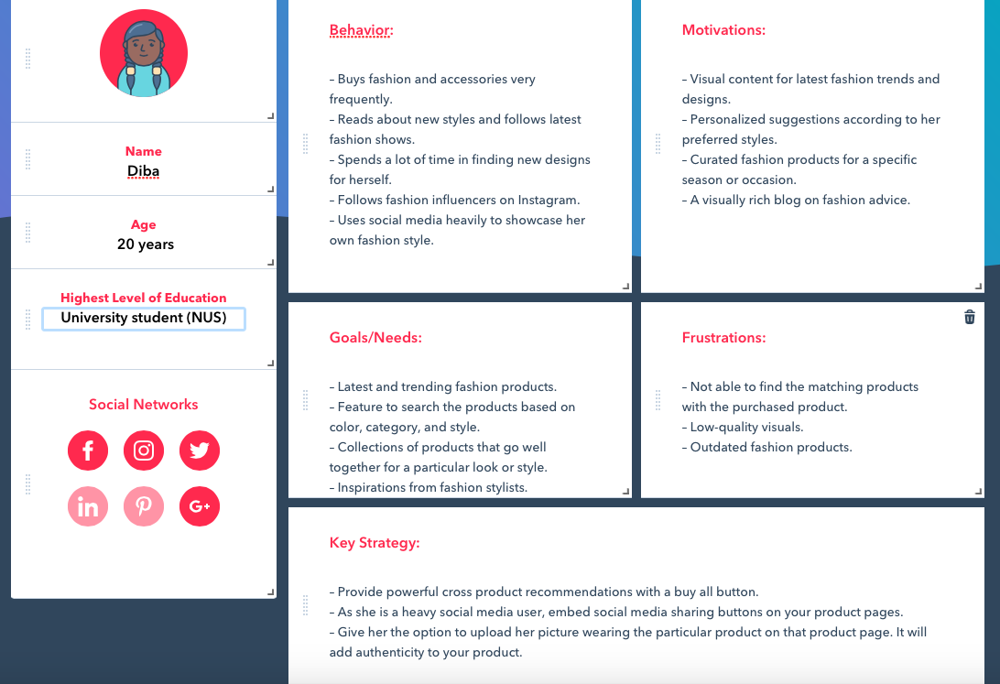 Name
Diba
Age
20 years
Highest Level of Education
University student (NUS)
Social Networks
f
in
G+
Behavior:
– Buys fashion and accessories very
frequently.
– Reads about new styles and follows latest
fashion shows.
– Spends a lot of time in finding new designs
for herself.
– Follows fashion influencers on Instagram.
– Uses social media heavily to showcase her
own fashion style.
Motivations:
– Visual content for latest fashion trends and
designs.
– Personalized suggestions according to her
preferred styles.
– Curated fashion products for a specific
season or occasion.
– A visually rich blog on fashion advice.
Goals/Needs:
– Latest and trending fashion products.
– Feature to search the products based on
color, category, and style.
– Collections of products that go well
together for a particular look or style.
– Inspirations from fashion stylists.
Frustrations:
– Not able to find the matching products
with the purchased product.
– Low-quality visuals.
– Outdated fashion products.
Key Strategy:
– Provide powerful cross product recommendations with a buy all button.
– As she is a heavy social media user, embed social media sharing buttons on your product pages.
– Give her the option to upload her picture wearing the particular product on that product page. It will
add authenticity to your product.